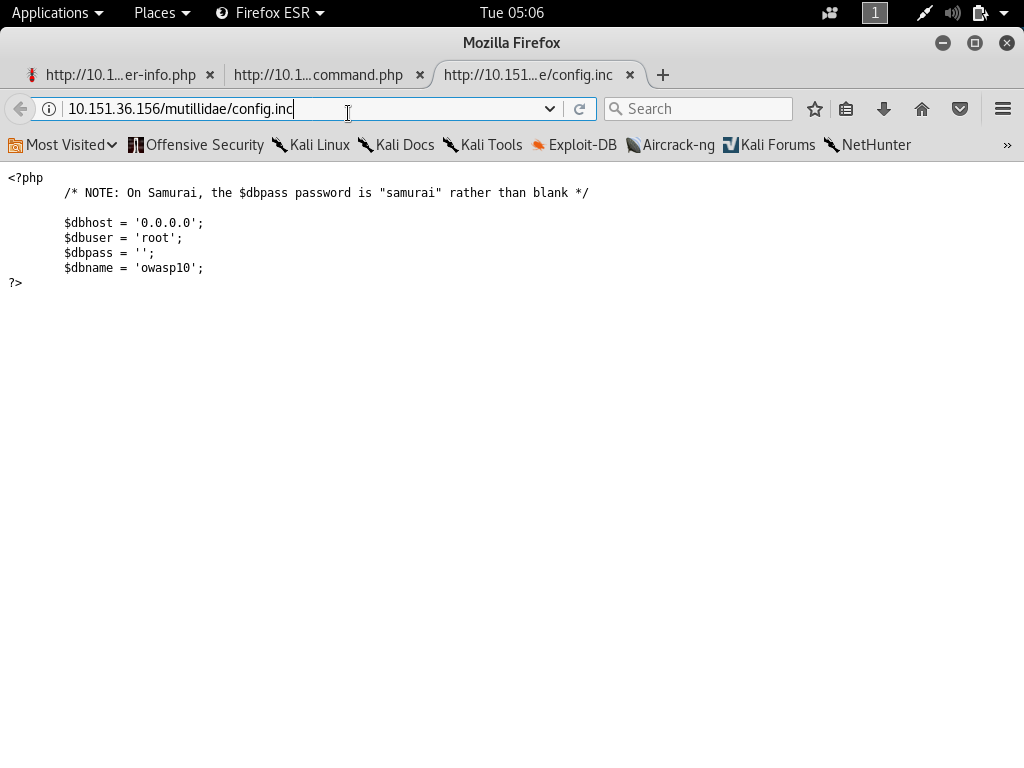 Applications Places Firefox ESR Tue 05:06 1
Mozilla Firefox
http://10.1...er-info.php http://10.1...command.php http://10.151...e/config.inc
10.151.36.156/mutillidae/config.inc Search
Most Visited Offensive Security Kali Linux Kali Docs Kali Tools Exploit-DB Aircrack-ng Kali Forums NetHunter »
<?php
/* NOTE: On Samurai, the $dbpass password is "samurai" rather than blank */
$dbhost = '0.0.0.0';
$dbuser = 'root';
$dbpass = '';
$dbname = 'owasp10';
?>